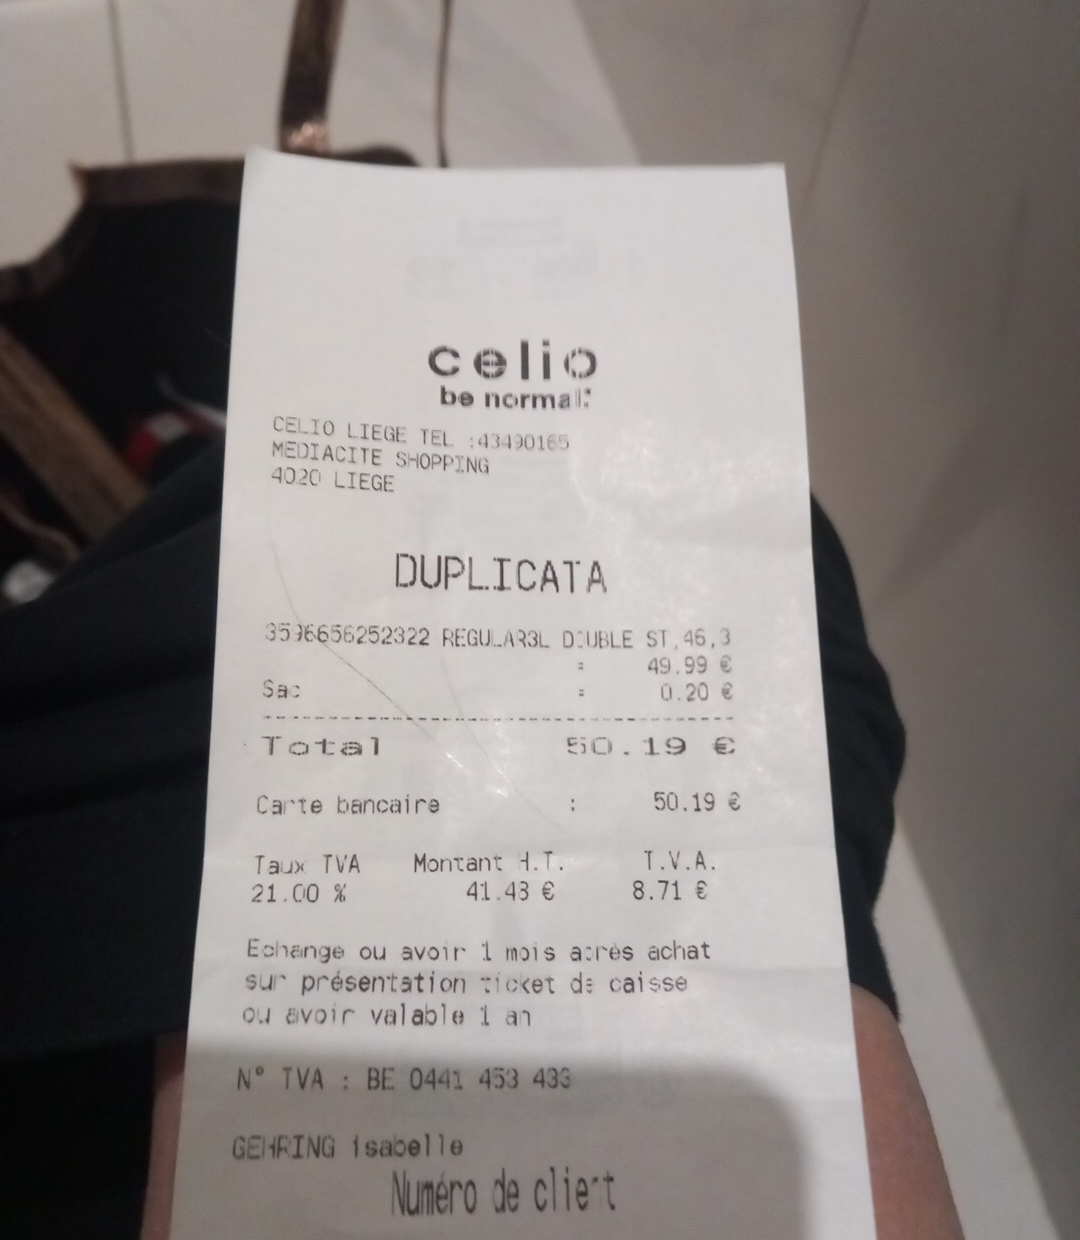 celio
be normal:
CELIO LIEGE TEL :43490165
MEDIACITE SHOPPING
4020 LIEGE
DUPLICATA
3596656252322 REGULAR3L DOUBLE ST,46,3
: 49.99 €
Sac : 0.20 €
Total 50.19 €
Carte bancaire : 50.19 €
Taux TVA Montant H.T. T.V.A.
21.00 % 41.48 € 8.71 €
Echange ou avoir 1 mois après achat
sur présentation ticket de caisse
ou avoir valable 1 an
N° TVA : BE 0441 453 433
GEHRING isabelle
Numéro de client